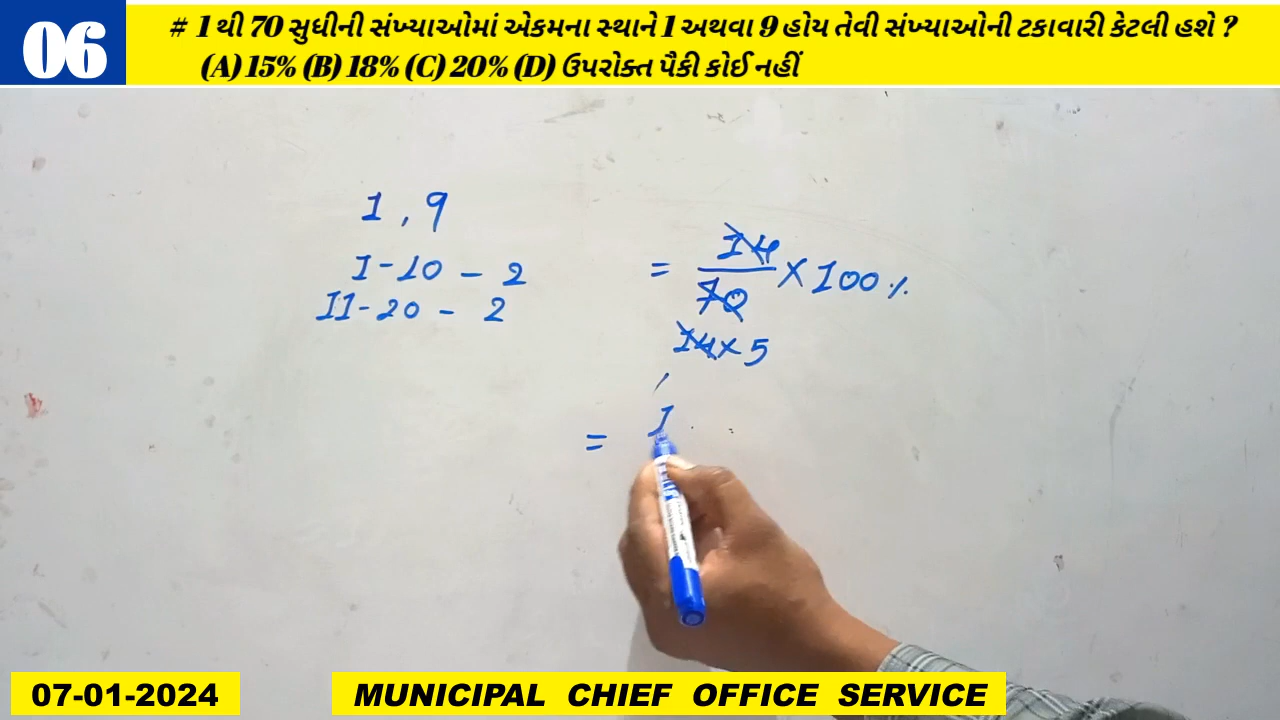 06
# 1 થી 70 સુધીની સંખ્યાઓમાં એકમના સ્થાને 1 અથવા 9 હોય તેવી સંખ્યાઓની ટકાવારી કેટલી હશે ?
(A) 15% (B) 18% (C) 20% (D) ઉપરોક્ત પૈકી કોઈ નહીં
1, 9
1-10 - 2
11-20 - 2
= 14/70 × 100%
14×5
= 1
07-01-2024
MUNICIPAL CHIEF OFFICE SERVICE